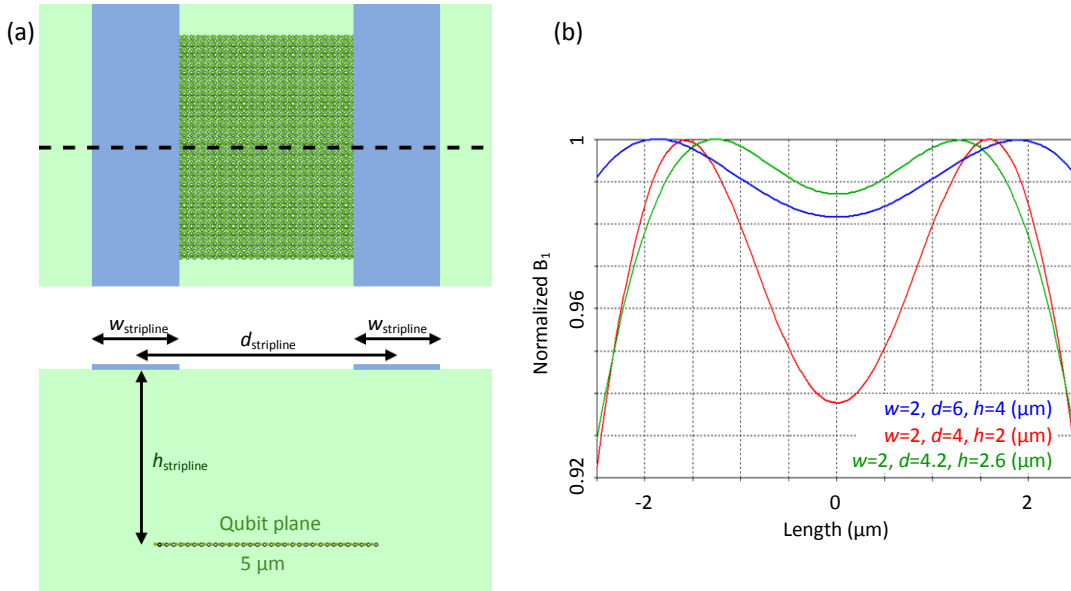 (a)
w_stripline
w_stripline
d_stripline
h_stripline
Qubit plane
5 µm
(b)
Normalized B₁
1
0.96
0.92
w=2, d=6, h=4 (µm)
w=2, d=4, h=2 (µm)
w=2, d=4.2, h=2.6 (µm)
-2
0
2
Length (µm)